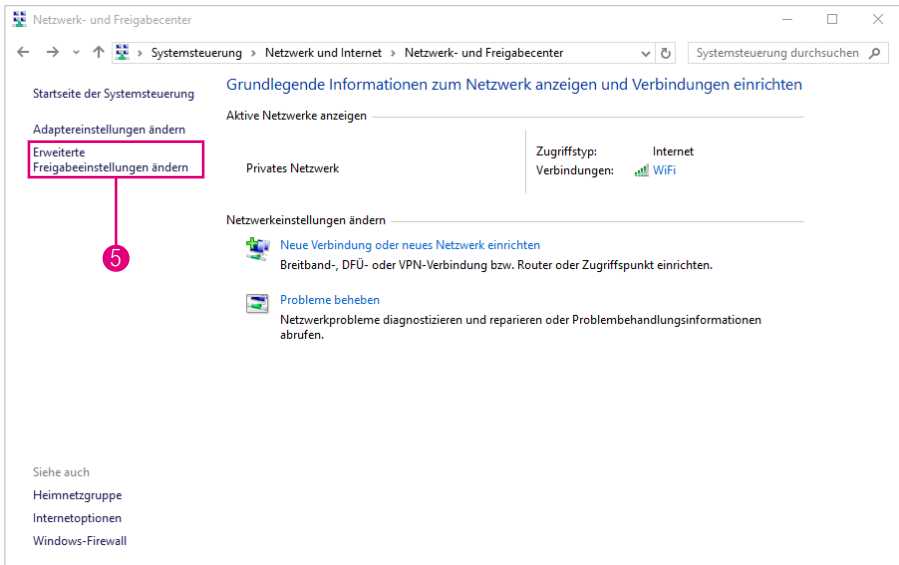 Netzwerk- und Freigabecenter
Systemsteuerung > Netzwerk und Internet > Netzwerk- und Freigabecenter
Systemsteuerung durchsuchen
Startseite der Systemsteuerung
Adaptereinstellungen ändern
Erweiterte
Freigabeeinstellungen ändern
5
Grundlegende Informationen zum Netzwerk anzeigen und Verbindungen einrichten
Aktive Netzwerke anzeigen
Privates Netzwerk
Zugriffstyp: Internet
Verbindungen: WiFi
Netzwerkeinstellungen ändern
Neue Verbindung oder neues Netzwerk einrichten
Breitband-, DFÜ- oder VPN-Verbindung bzw. Router oder Zugriffspunkt einrichten.
Probleme beheben
Netzwerkprobleme diagnostizieren und reparieren oder Problembehandlungsinformationen
abrufen.
Siehe auch
Heimnetzgruppe
Internetoptionen
Windows-Firewall